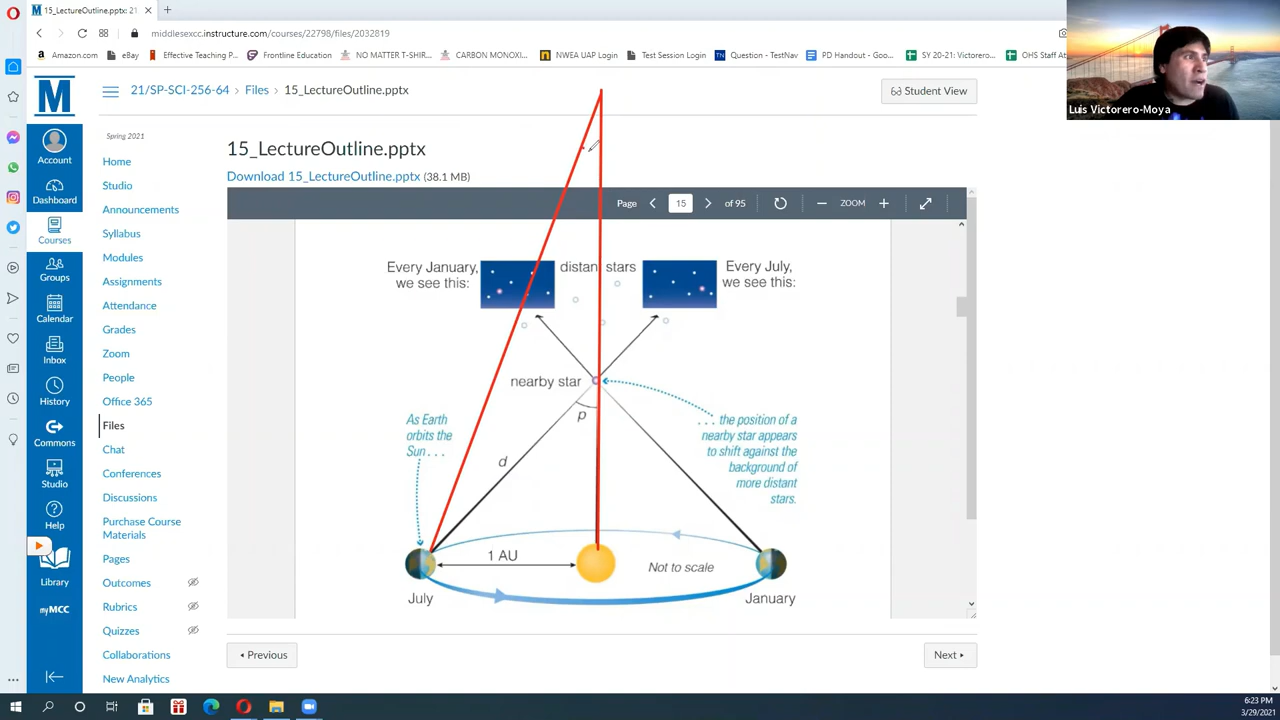 15_LectureOutline.pptx: 21
middlesexcc.instructure.com/courses/22798/files/2032819
Amazon.com
eBay
Effective Teaching P...
Frontline Education
NO MATTER T-SHIR...
CARBON MONOXI...
NWEA UAP Login
Test Session Login
TN
Question - TestNav
PD Handout - Goo...
SY 20-21: Victorero...
OHS Staff At
Luis Victorero-Moya
M
21/SP-SCI-256-64
Files
15_LectureOutline.pptx
Student View
Account
Dashboard
Courses
Groups
Calendar
Inbox
History
Commons
Studio
Help
Library
myMCC
Spring 2021
Home
Studio
Announcements
Syllabus
Modules
Assignments
Attendance
Grades
Zoom
People
Office 365
Files
Chat
Conferences
Discussions
Purchase Course
Materials
Pages
Outcomes
Rubrics
Quizzes
Collaborations
New Analytics
15_LectureOutline.pptx
Download 15_LectureOutline.pptx (38.1 MB)
Page 15 of 95 ZOOM
Every January,
we see this:
distant stars
Every July,
we see this:
nearby star
p
As Earth
orbits the
Sun . . .
. . . the position of a
nearby star appears
to shift against the
background of
more distant
stars.
d
1 AU
Not to scale
July
January
Previous
Next
6:23 PM
3/29/2021